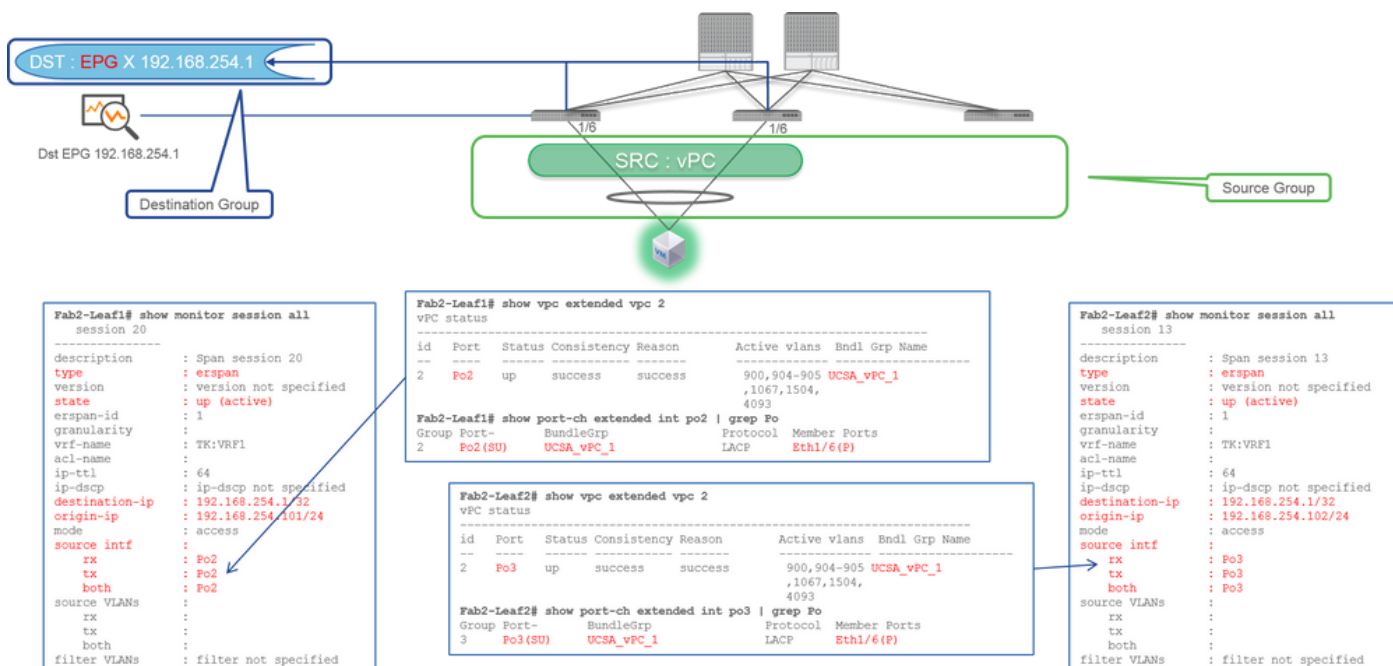 DST : EPG X 192.168.254.1
1/6
1/6
Dst EPG 192.168.254.1
SRC : vPC
Destination Group
Source Group
VM
Fab2-Leaf1# show monitor session all
session 20
---------------
description : Span session 20
type : erspan
version : version not specified
state : up (active)
erspan-id : 1
granularity :
vrf-name : TK:VRF1
acl-name :
ip-ttl : 64
ip-dscp : ip-dscp not specified
destination-ip : 192.168.254.1/32
origin-ip : 192.168.254.101/24
mode : access
source intf :
rx : Po2
tx : Po2
both : Po2
source VLANs :
rx :
tx :
both :
filter VLANs : filter not specified
Fab2-Leaf1# show vpc extended vpc 2
vPC status
----------------------------------------------------------------------
id Port Status Consistency Reason Active vlans Bndl Grp Name
-- ---- ------ ----------- ------ ------------ -------------------
2 Po2 up success success 900,904-905 UCSA_vPC_1
,1067,1504,
4093
Fab2-Leaf1# show port-ch extended int po2 | grep Po
Group Port- BundleGrp Protocol Member Ports
2 Po2(SU) UCSA_vPC_1 LACP Eth1/6(P)
Fab2-Leaf2# show vpc extended vpc 2
vPC status
----------------------------------------------------------------------
id Port Status Consistency Reason Active vlans Bndl Grp Name
-- ---- ------ ----------- ------ ------------ -------------------
2 Po3 up success success 900,904-905 UCSA_vPC_1
,1067,1504,
4093
Fab2-Leaf2# show port-ch extended int po3 | grep Po
Group Port- BundleGrp Protocol Member Ports
3 Po3(SU) UCSA_vPC_1 LACP Eth1/6(P)
Fab2-Leaf2# show monitor session all
session 13
---------------
description : Span session 13
type : erspan
version : version not specified
state : up (active)
erspan-id : 1
granularity :
vrf-name : TK:VRF1
acl-name :
ip-ttl : 64
ip-dscp : ip-dscp not specified
destination-ip : 192.168.254.1/32
origin-ip : 192.168.254.102/24
mode : access
source intf :
rx : Po3
tx : Po3
both : Po3
source VLANs :
rx :
tx :
both :
filter VLANs : filter not specified